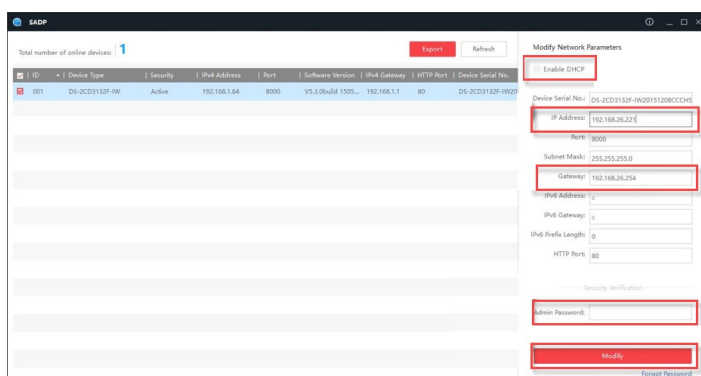 SADP
Total number of online devices: 1
Export
Refresh
ID | Device Type | Security | IPv4 Address | Port | Software Version | IPv4 Gateway | HTTP Port | Device Serial No.
001 DS-2CD3132F-IW Active 192.168.1.64 8000 V5.3.0build 1505... 192.168.1.1 80 DS-2CD3132F-IW20
Modify Network Parameters
Enable DHCP
Device Serial No.: DS-2CD3132F-IW20151208CCCH5
IP Address: 192.168.26.221
Port: 8000
Subnet Mask: 255.255.255.0
Gateway: 192.168.26.254
IPv6 Address: ::
IPv6 Gateway: ::
IPv6 Prefix Length: 0
HTTP Port: 80
Security Verification
Admin Password:
Modify
Forgot Password